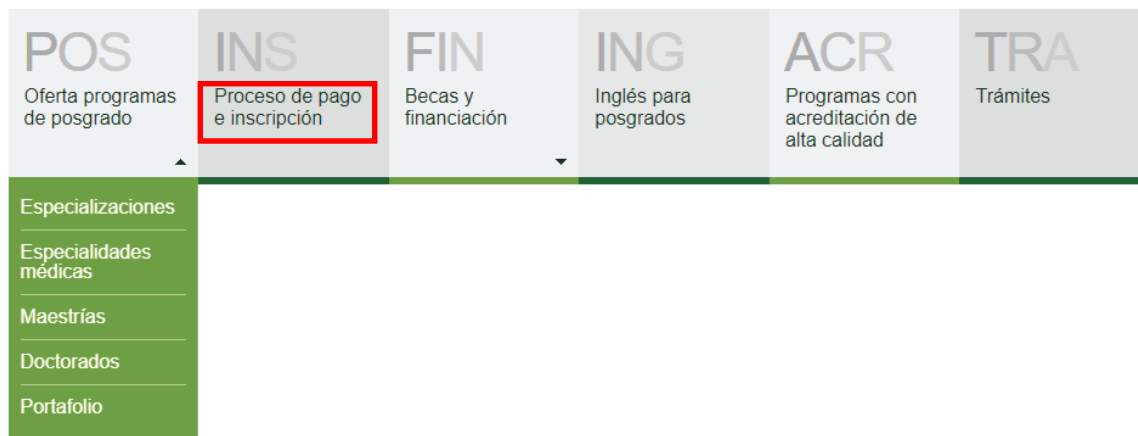 POS
Oferta programas
de posgrado
INS
Proceso de pago
e inscripción
FIN
Becas y
financiación
ING
Inglés para
posgrados
ACR
Programas con
acreditación de
alta calidad
TRA
Trámites
Especializaciones
Especialidades
médicas
Maestrías
Doctorados
Portafolio